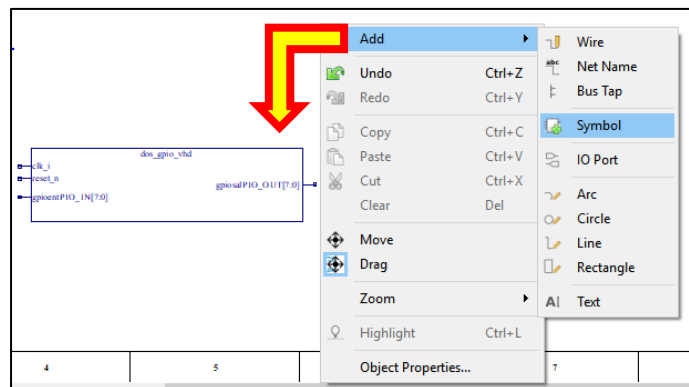 Add
Undo Ctrl+Z
Redo Ctrl+Y
Copy Ctrl+C
Paste Ctrl+V
Cut Ctrl+X
Clear Del
Move
Drag
Zoom
Highlight Ctrl+L
Object Properties...
Wire
abc
Net Name
Bus Tap
Symbol
IO Port
Arc
Circle
Line
Rectangle
A Text
dos_gpio_vhd
clk_i
reset_n
gpioentPIO_IN[7:0]
gpiosalPIO_OUT[7:0]
4 5 7